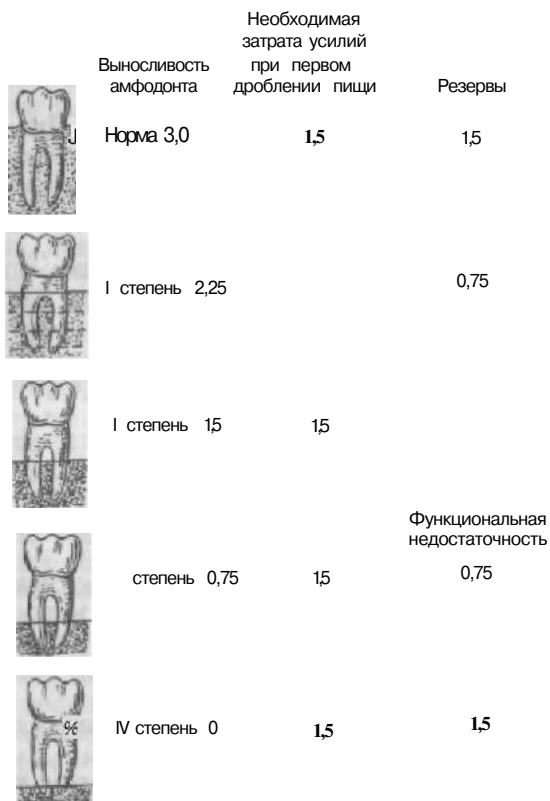 Необходимая
затрата усилий
Выносливость при первом
амфодонта дроблении пищи Резервы
Норма 3,0 1,5 1,5
I степень 2,25 0,75
I степень 1,5 1,5
Функциональная
недостаточность
степень 0,75 1,5 0,75
IV степень 0 1,5 1,5